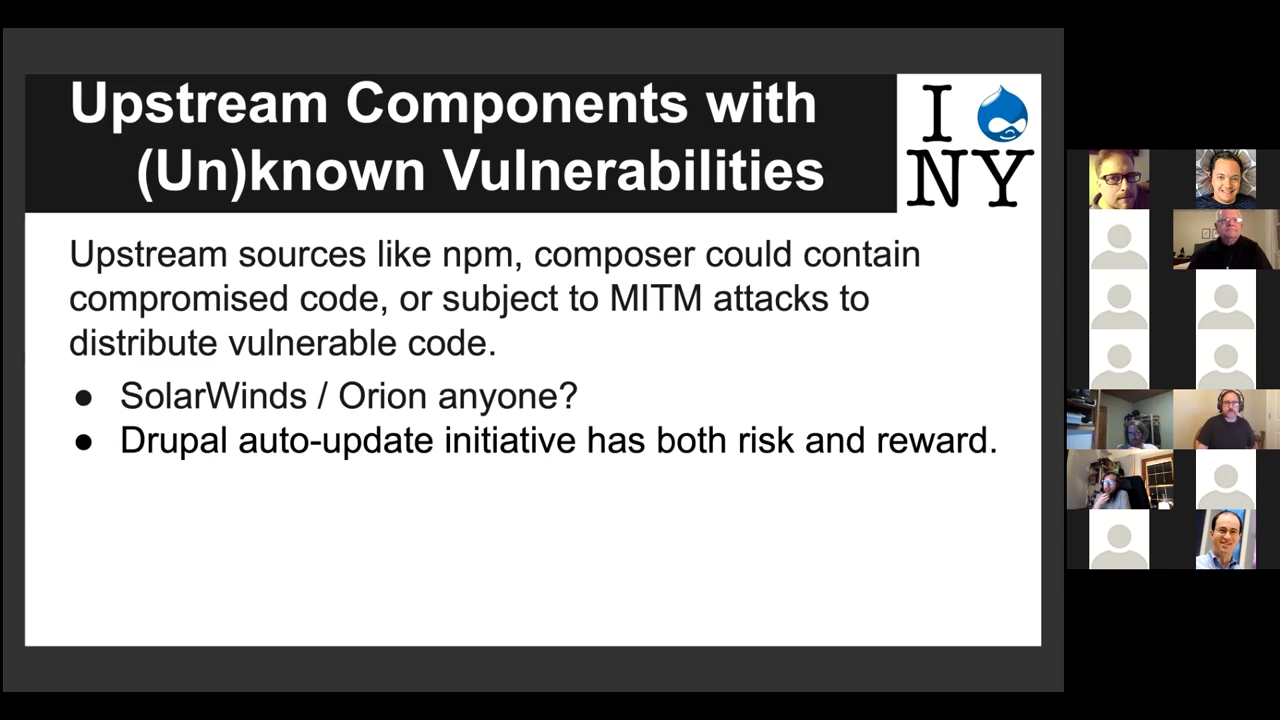 Upstream Components with
(Un)known Vulnerabilities
I
NY
Upstream sources like npm, composer could contain
compromised code, or subject to MITM attacks to
distribute vulnerable code.
● SolarWinds / Orion anyone?
● Drupal auto-update initiative has both risk and reward.